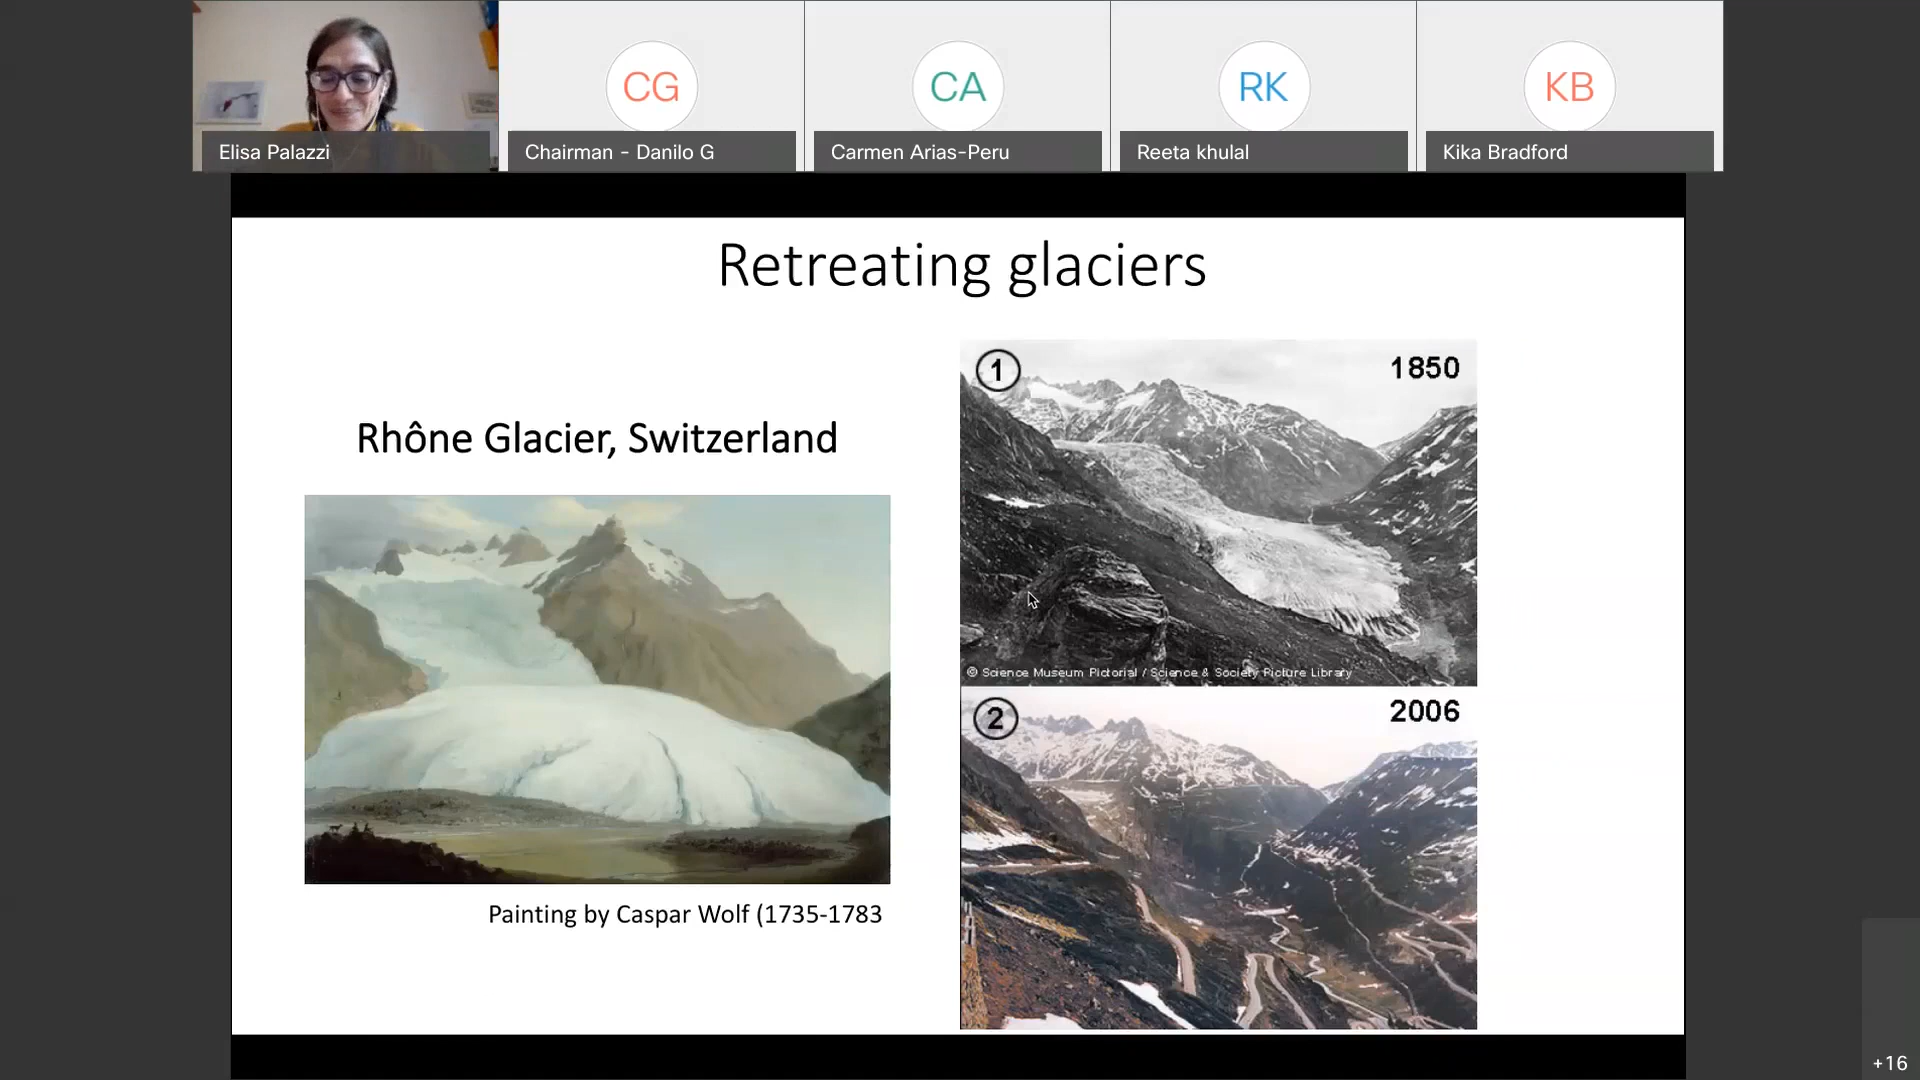 CG
CA
RK
KB
Elisa Palazzi
Chairman - Danilo G
Carmen Arias-Peru
Reeta khulal
Kika Bradford
Retreating glaciers
Rhône Glacier, Switzerland
Painting by Caspar Wolf (1735-1783
1
1850
© Science Museum Pictorial / Science & Society Picture Library
2
2006
+16